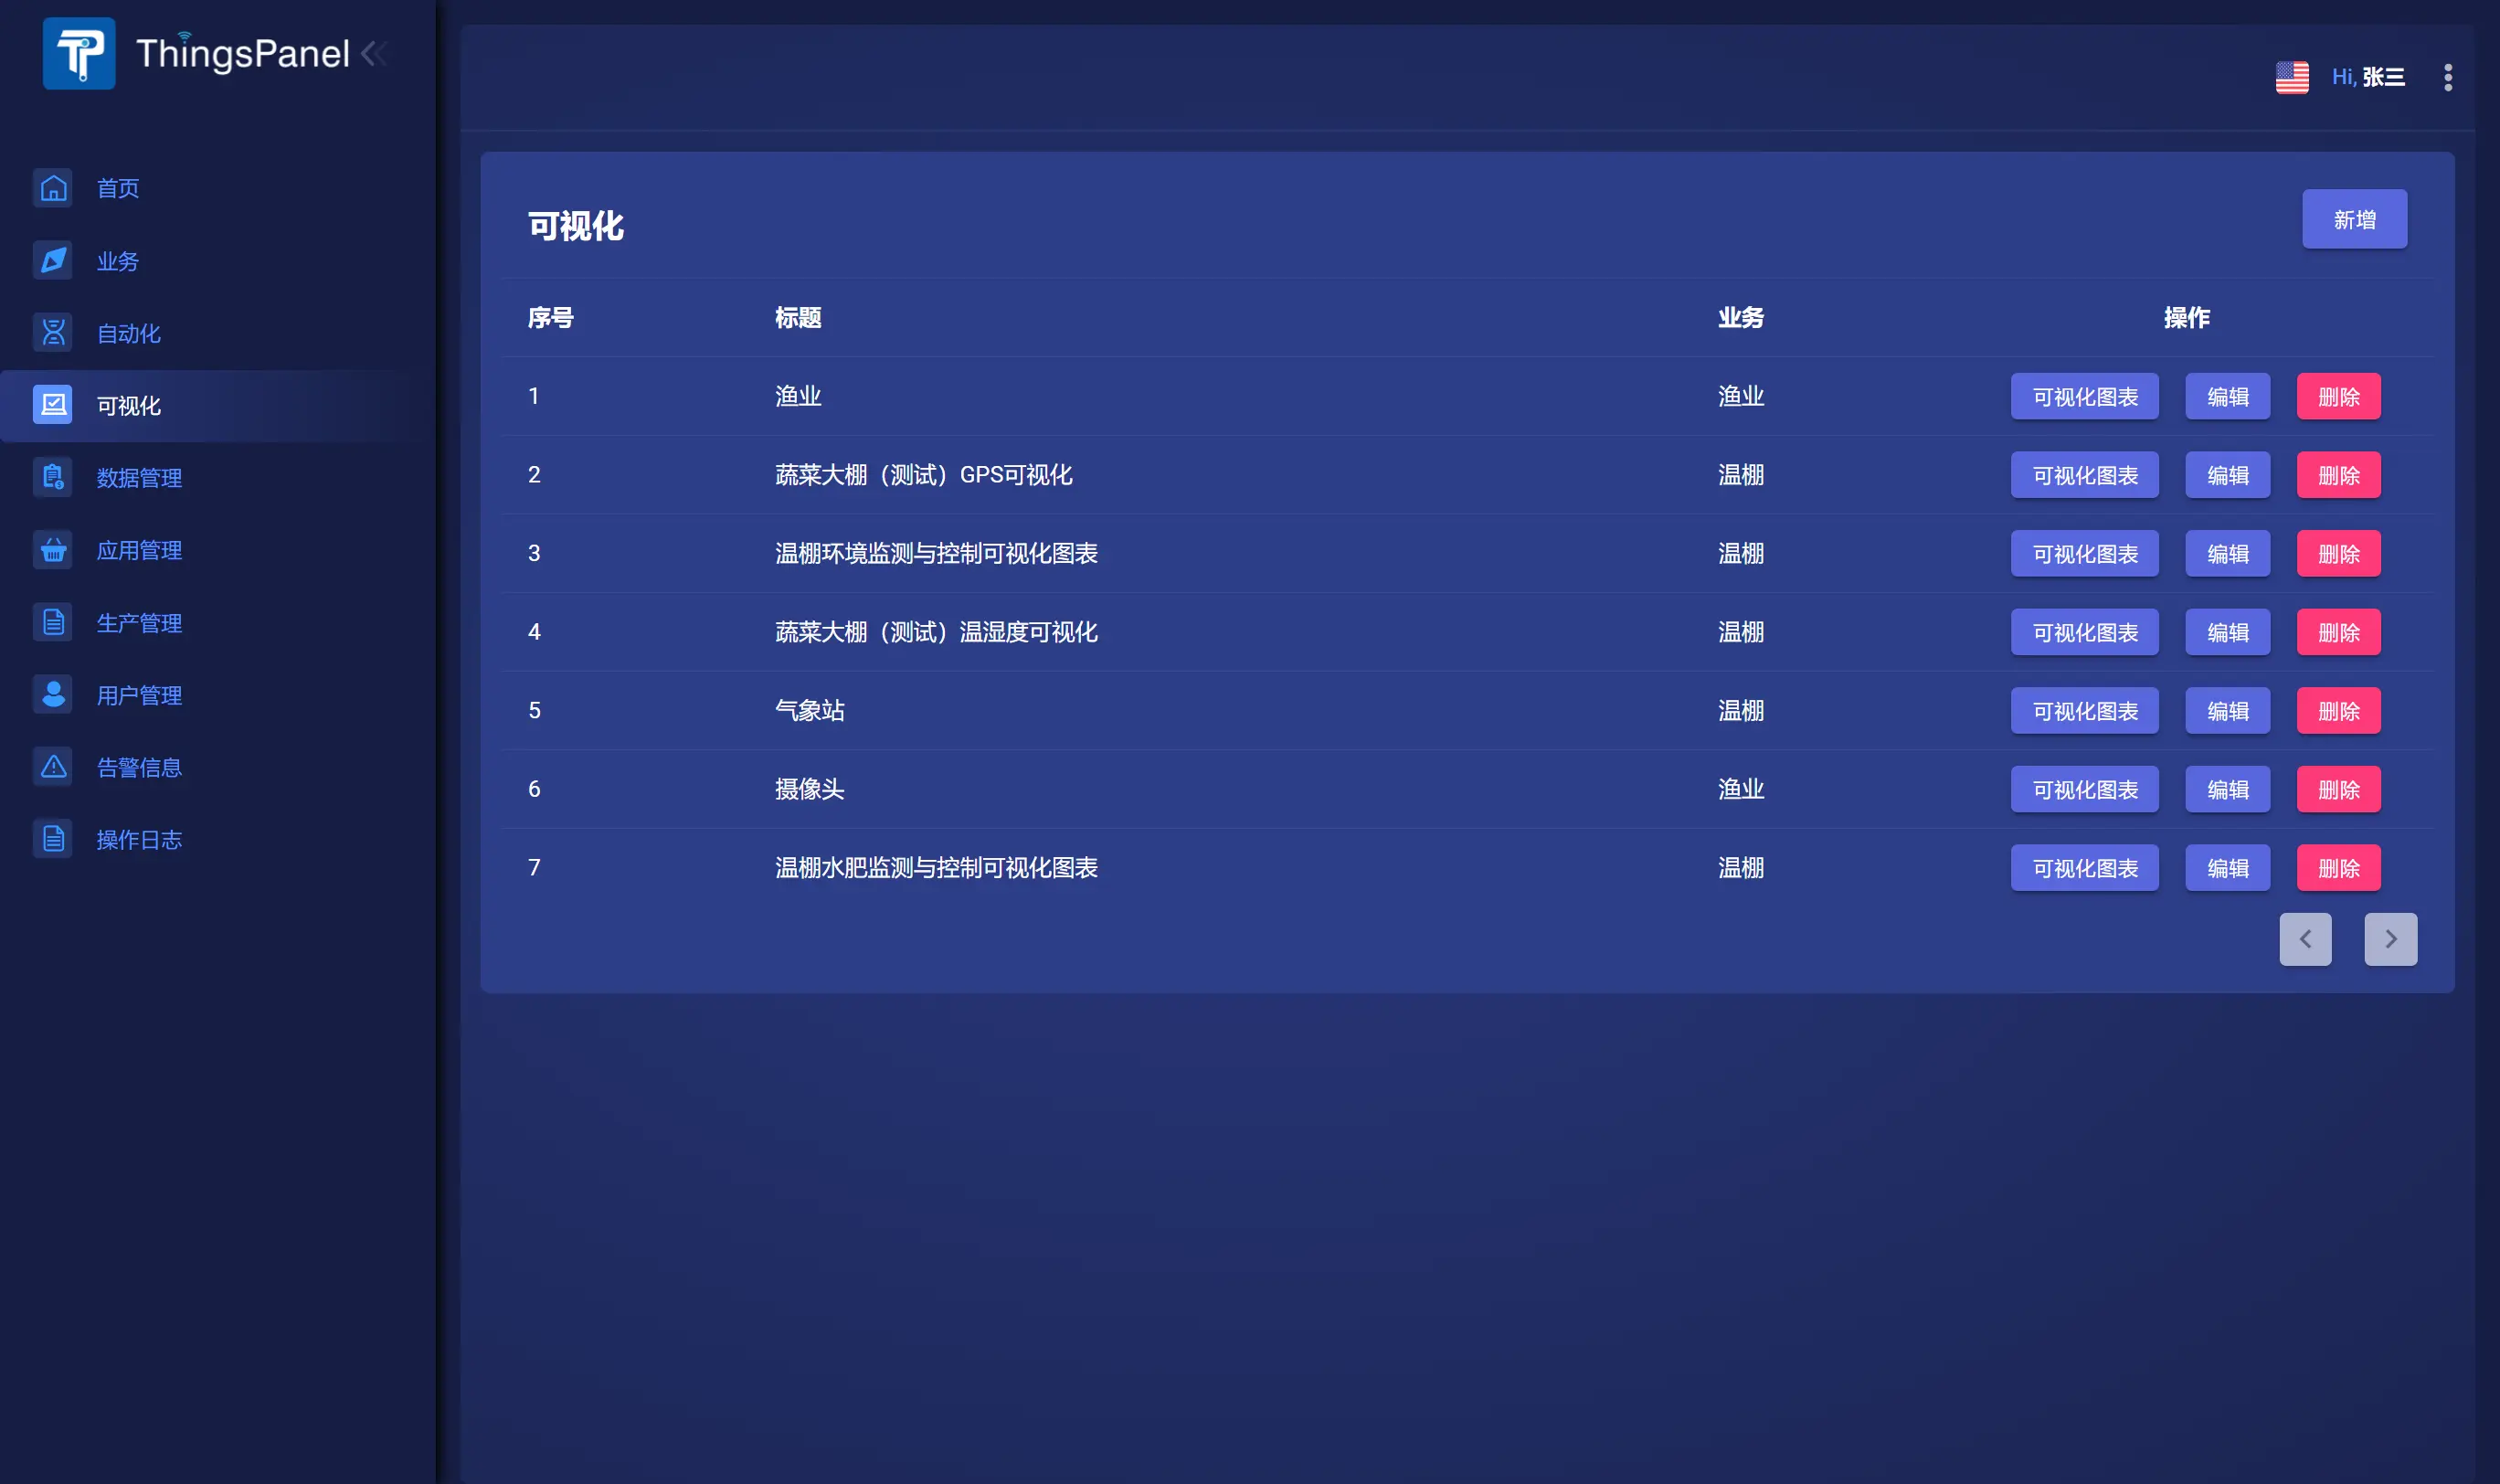 ThingsPanel
Hi, 张三
首页
业务
自动化
可视化
数据管理
应用管理
生产管理
用户管理
告警信息
操作日志
可视化
新增
序号 标题 业务 操作
1 渔业 渔业 可视化图表 编辑 删除
2 蔬菜大棚（测试）GPS可视化 温棚 可视化图表 编辑 删除
3 温棚环境监测与控制可视化图表 温棚 可视化图表 编辑 删除
4 蔬菜大棚（测试）温湿度可视化 温棚 可视化图表 编辑 删除
5 气象站 温棚 可视化图表 编辑 删除
6 摄像头 渔业 可视化图表 编辑 删除
7 温棚水肥监测与控制可视化图表 温棚 可视化图表 编辑 删除